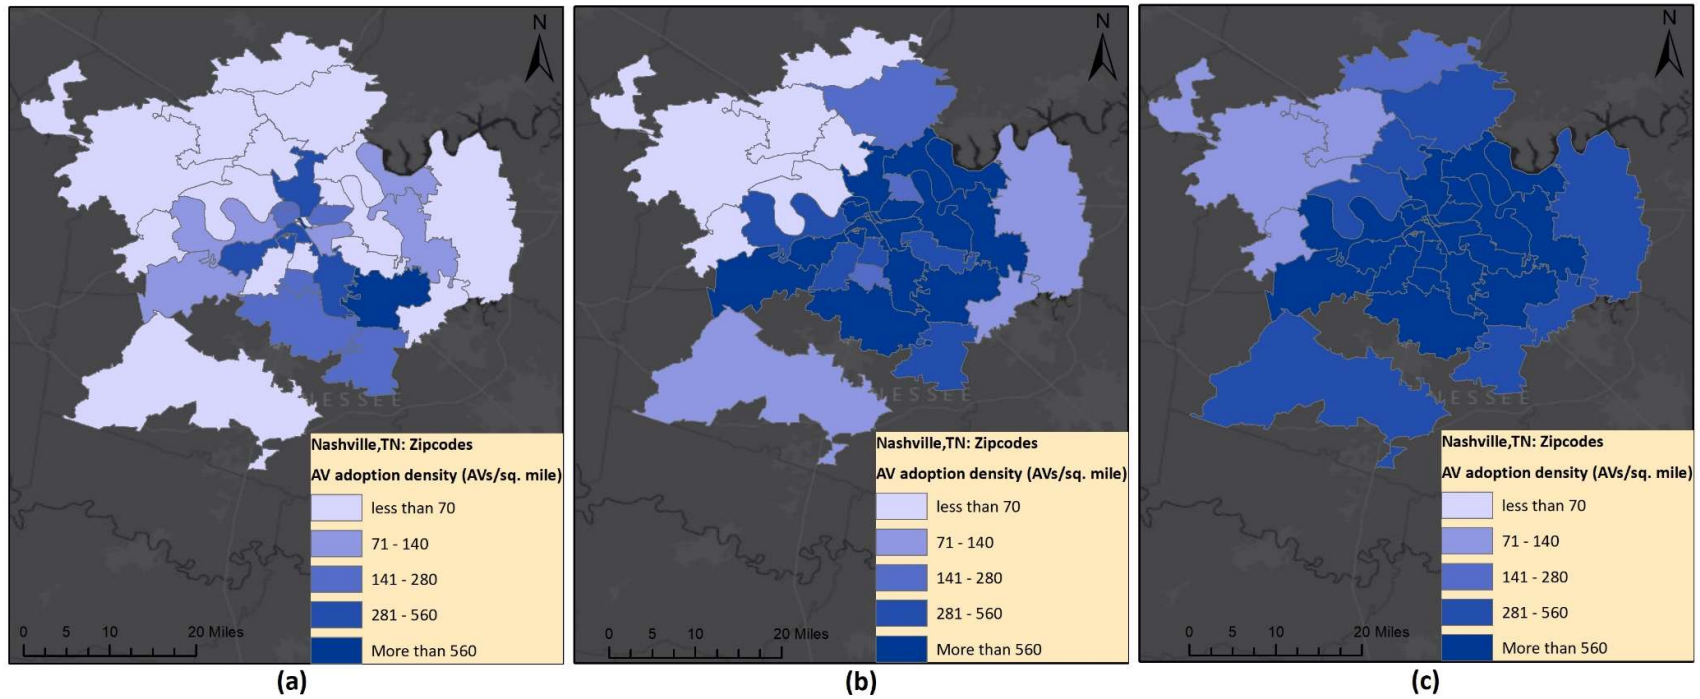 N
NESSEE
Nashville,TN: Zipcodes
AV adoption density (AVs/sq. mile)
less than 70
71 - 140
141 - 280
281 - 560
More than 560
0 5 10 20 Miles
(a)
N
NESSEE
Nashville,TN: Zipcodes
AV adoption density (AVs/sq. mile)
less than 70
71 - 140
141 - 280
281 - 560
More than 560
0 5 10 20 Miles
(b)
N
NESSEE
Nashville,TN: Zipcodes
AV adoption density (AVs/sq. mile)
less than 70
71 - 140
141 - 280
281 - 560
More than 560
0 5 10 20 Miles
(c)